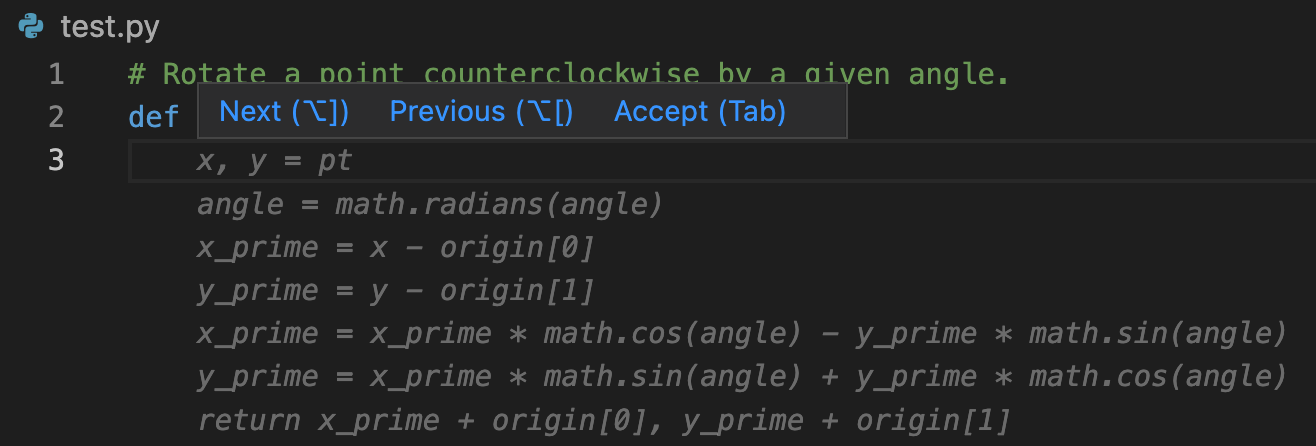 test.py
1 # Rotate a point counterclockwise by a given angle.
2 def
Next (⌥]) Previous (⌥[) Accept (Tab)
3 x, y = pt
angle = math.radians(angle)
x_prime = x - origin[0]
y_prime = y - origin[1]
x_prime = x_prime * math.cos(angle) - y_prime * math.sin(angle)
y_prime = x_prime * math.sin(angle) + y_prime * math.cos(angle)
return x_prime + origin[0], y_prime + origin[1]